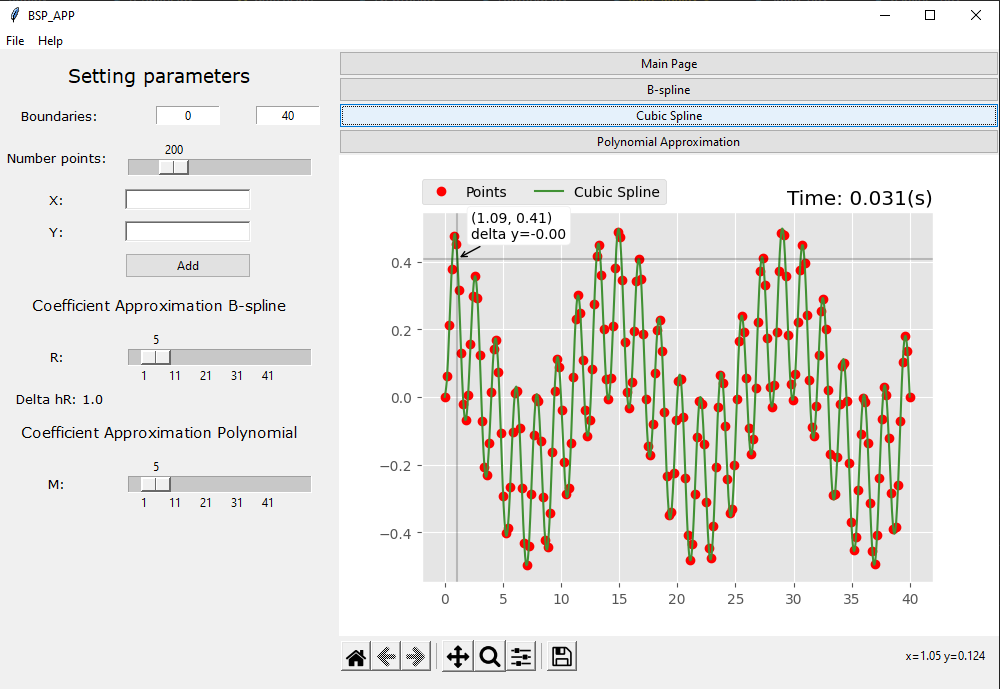 BSP_APP
File Help
Setting parameters
Boundaries: 0 40
Number points: 200
X:
Y:
Add
Coefficient Approximation B-spline
5
R:
1 11 21 31 41
Delta hR: 1.0
Coefficient Approximation Polynomial
5
M:
1 11 21 31 41
Main Page
B-spline
Cubic Spline
Polynomial Approximation
Points Cubic Spline
Time: 0.031(s)
(1.09, 0.41)
delta y=-0.00
0.4
0.2
0.0
−0.2
−0.4
0 5 10 15 20 25 30 35 40
x=1.05 y=0.124